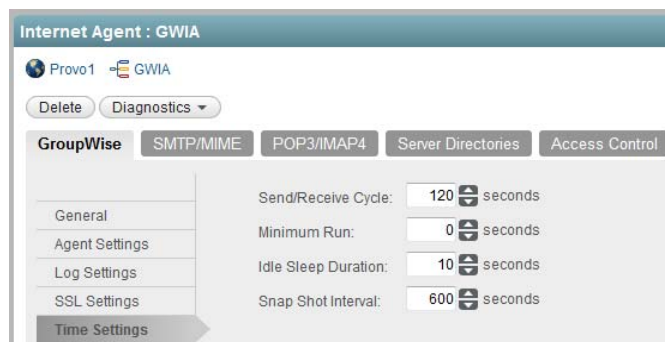 Internet Agent : GWIA
Provo1 GWIA
Delete Diagnostics
GroupWise SMTP/MIME POP3/IMAP4 Server Directories Access Control
General
Agent Settings
Log Settings
SSL Settings
Time Settings
Send/Receive Cycle: 120 seconds
Minimum Run: 0 seconds
Idle Sleep Duration: 10 seconds
Snap Shot Interval: 600 seconds